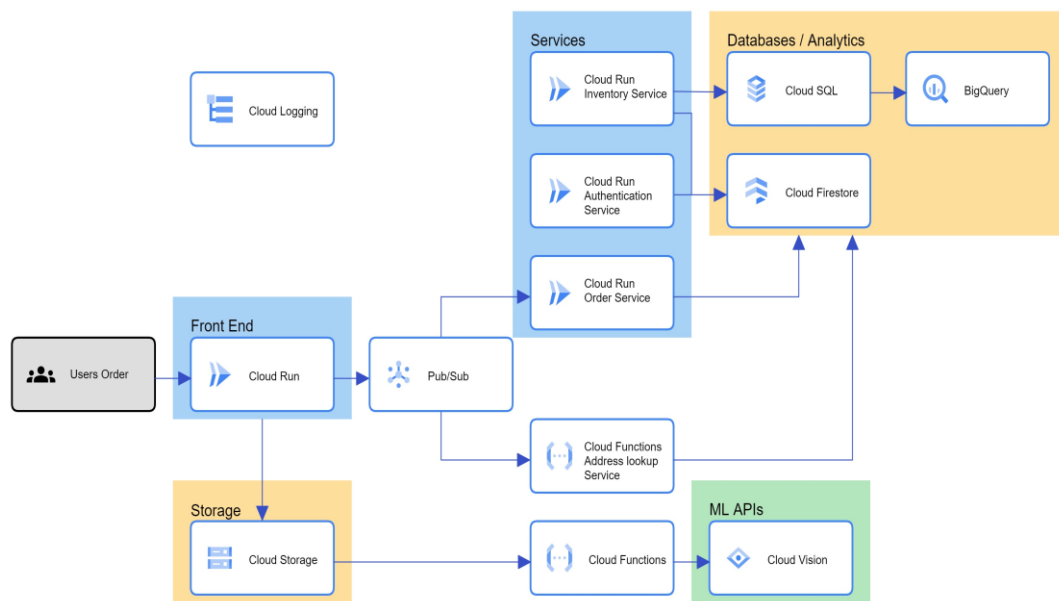 Services
Databases / Analytics
Cloud Logging
Cloud Run
Inventory Service
Cloud SQL
BigQuery
Cloud Run
Authentication
Service
Cloud Firestore
Cloud Run
Order Service
Front End
Users Order
Cloud Run
Pub/Sub
Cloud Functions
Address lookup
Service
Storage
ML APIs
Cloud Storage
Cloud Functions
Cloud Vision